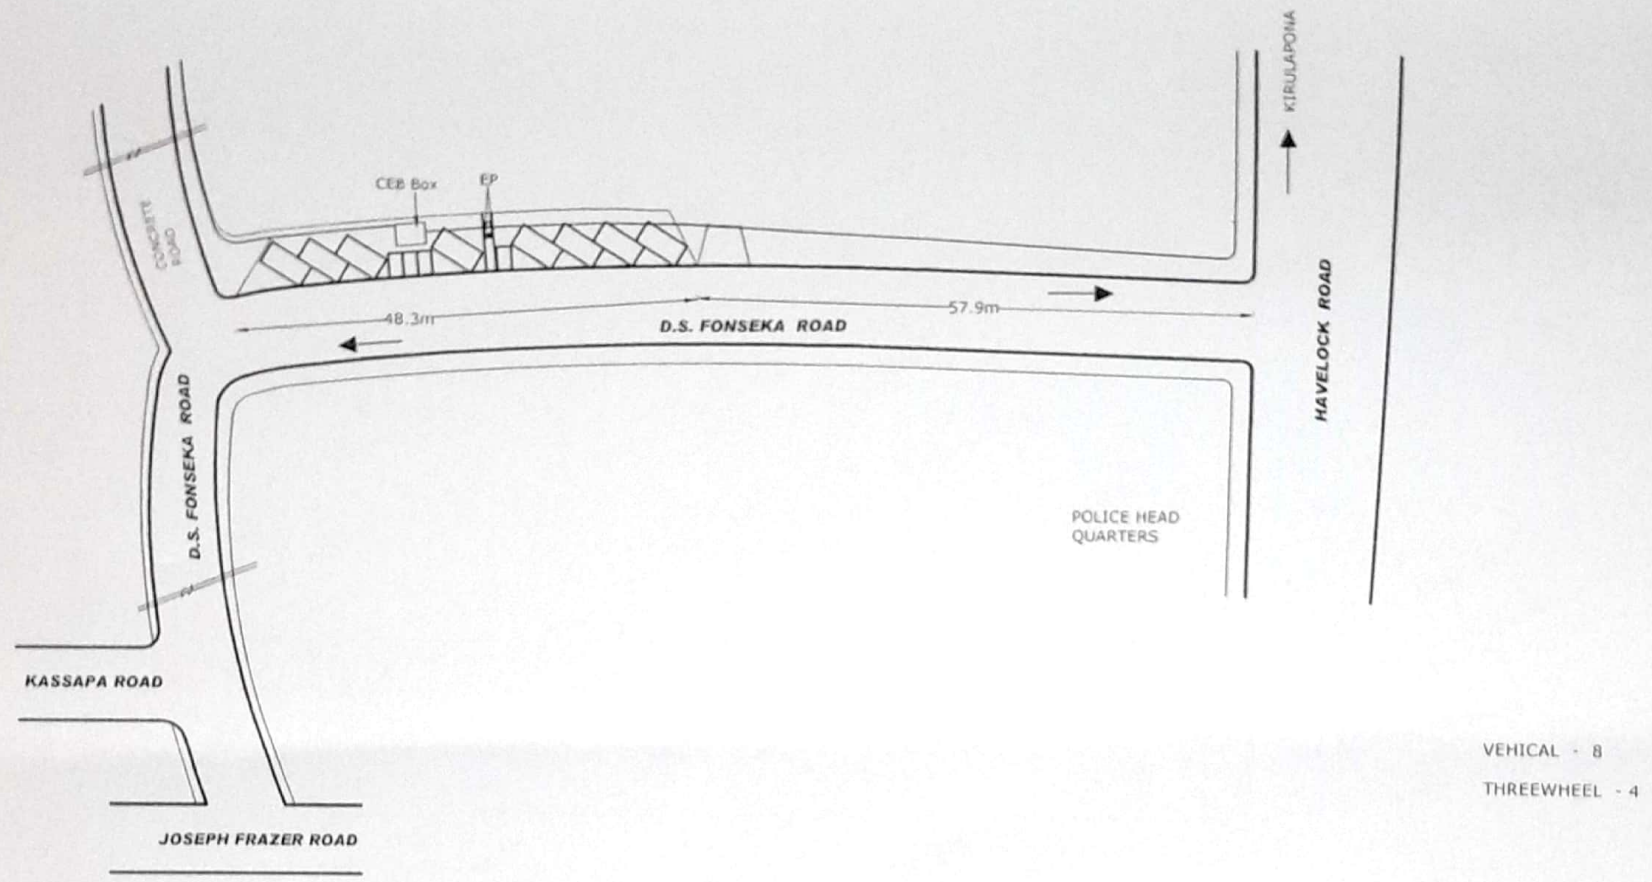 KIRULAPONA
CEB Box
EP
CONCRETE
ROAD
48.3m
57.9m
D.S. FONSEKA ROAD
HAVELOCK ROAD
D.S. FONSEKA ROAD
POLICE HEAD
QUARTERS
KASSAPA ROAD
VEHICAL - 8
THREEWHEEL - 4
JOSEPH FRAZER ROAD